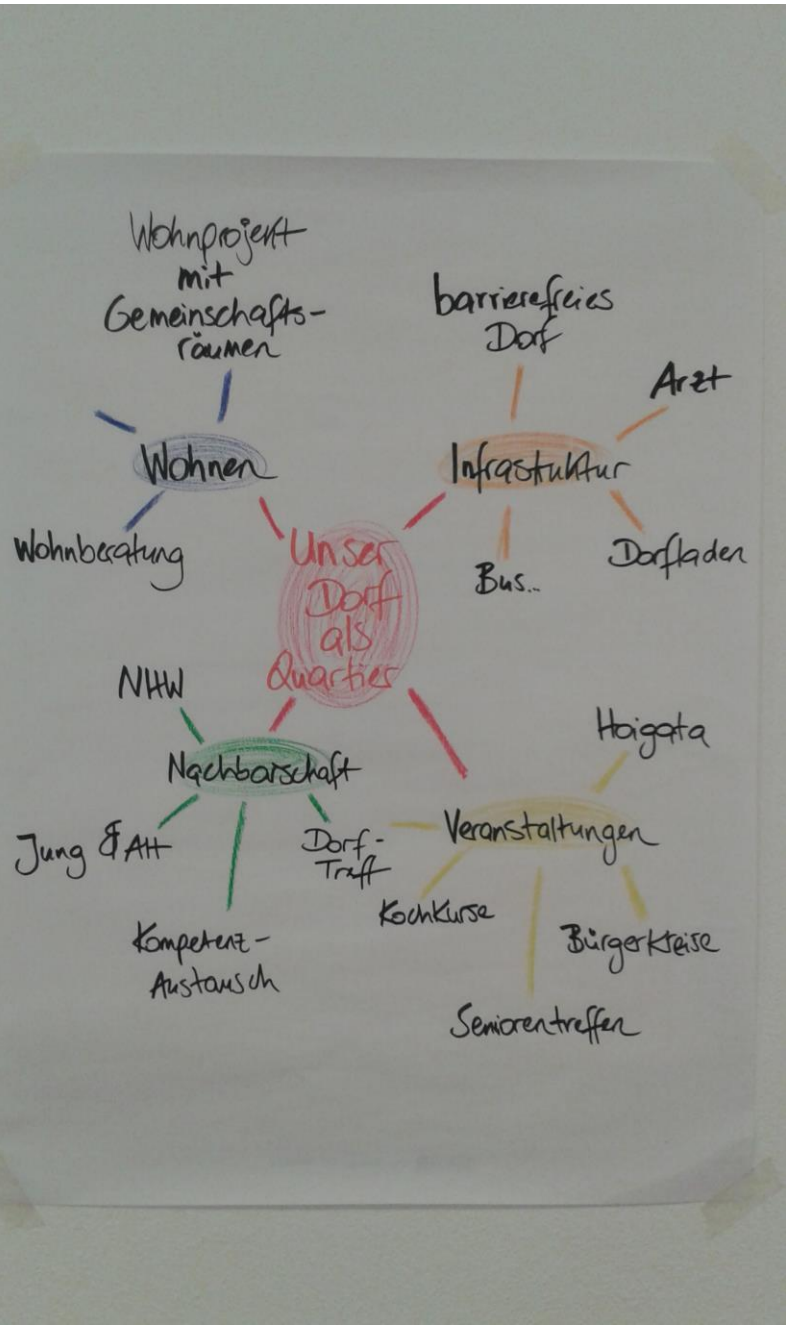 Wohnprojekt
mit
Gemeinschafts-
räumen
Wohnen
Wohnberatung
barrierefreies
Dorf
Arzt
Infrastuktur
Bus...
Dorfladen
Unser
Dorf
als
Quartier
NHW
Nachbarschaft
Jung & Alt
Kompetenz-
Austausch
Dorf-
Treff
Hoigata
Veranstaltungen
Kochkurse
Bürgerkreise
Seniorentreffen